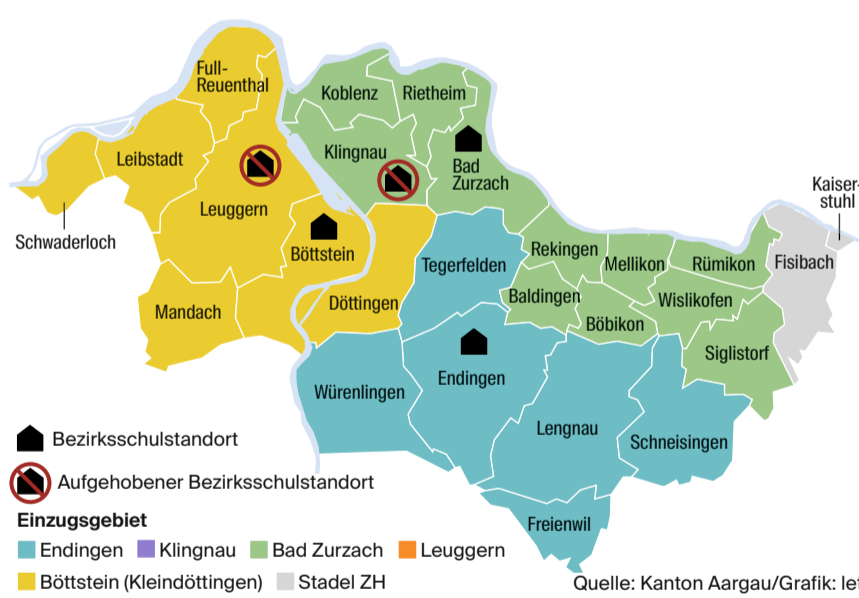 Full-
Reuenthal
Koblenz
Rietheim
Leibstadt
Klingnau
Bad
Zurzach
Kaiser-
stuhl
Leuggern
Schwaderloch
Böttstein
Tegerfelden
Rekingen
Mellikon
Rümikon
Fisibach
Mandach
Döttingen
Baldingen
Wislikofen
Böbikon
Siglistorf
Würenlingen
Endingen
Lengnau
Schneisingen
Freienwil
Bezirksschulstandort
Aufgehobener Bezirksschulstandort
Einzugsgebiet
Endingen
Klingnau
Bad Zurzach
Leuggern
Böttstein (Kleindöttingen)
Stadel ZH
Quelle: Kanton Aargau/Grafik: